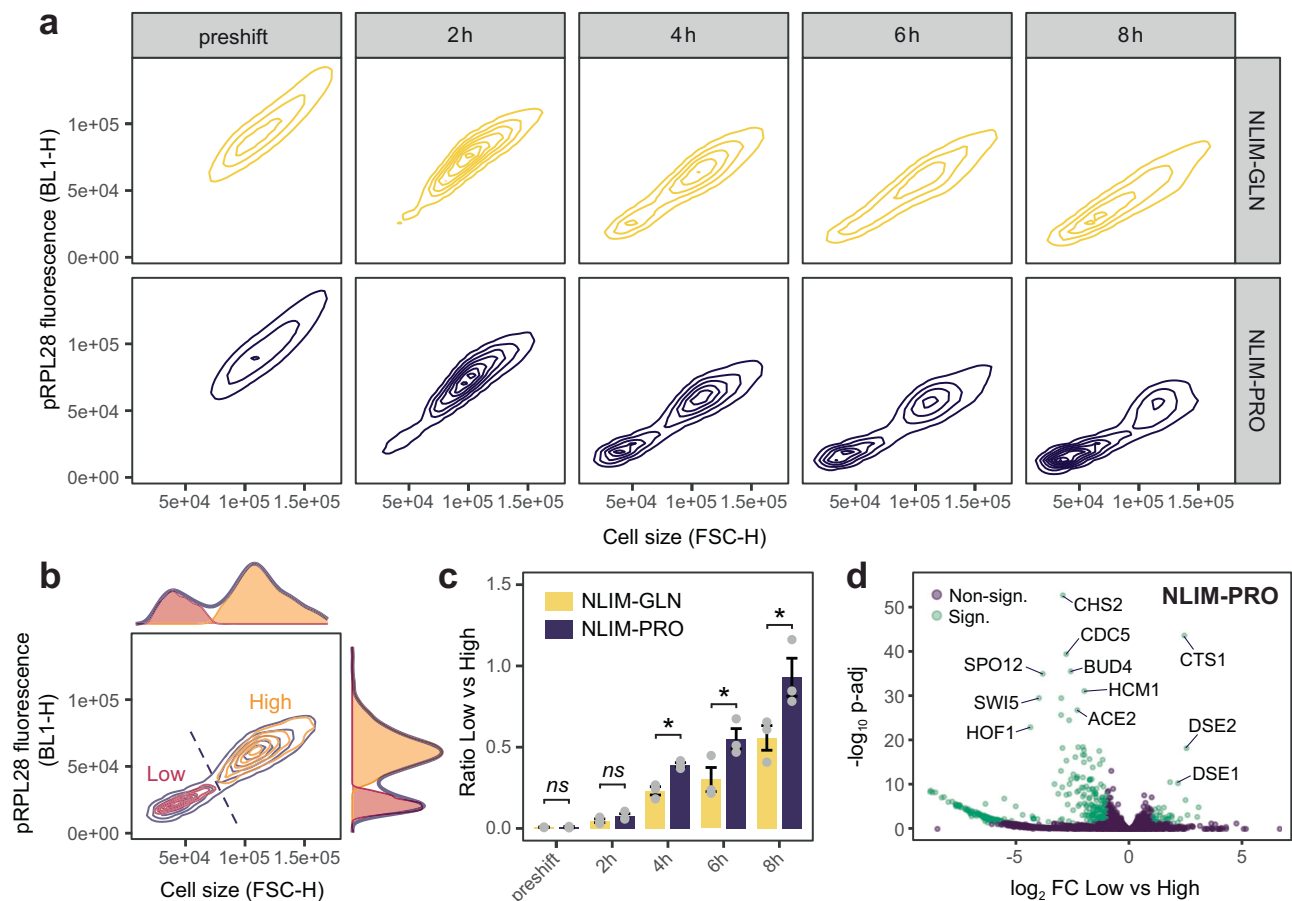 a
preshift
2h
4h
6h
8h
pRPL28 fluorescence (BL1-H)
1e+05
5e+04
0e+00
NLIM-GLN
1e+05
5e+04
0e+00
NLIM-PRO
5e+04 1e+05 1.5e+05
5e+04 1e+05 1.5e+05
5e+04 1e+05 1.5e+05
5e+04 1e+05 1.5e+05
5e+04 1e+05 1.5e+05
Cell size (FSC-H)
b
pRPL28 fluorescence
(BL1-H)
1e+05
5e+04
0e+00
High
Low
5e+04 1e+05 1.5e+05
Cell size (FSC-H)
c
Ratio Low vs High
1.5
1.0
0.5
0.0
NLIM-GLN
NLIM-PRO
ns
ns
*
*
*
preshift
2h
4h
6h
8h
d
-log10 p-adj
50
40
30
20
10
0
Non-sign.
Sign.
NLIM-PRO
CHS2
CDC5
CTS1
SPO12
BUD4
SWI5
HCM1
HOF1
ACE2
DSE2
DSE1
-5 0 5
log2 FC Low vs High